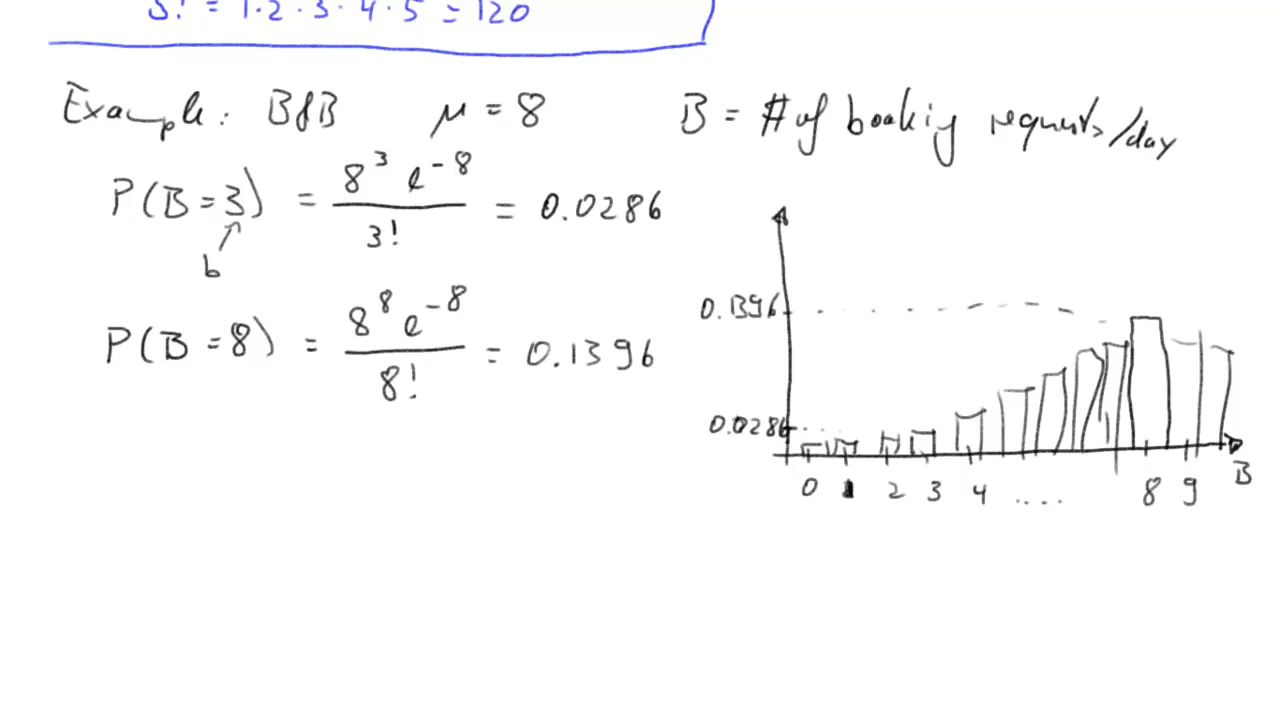 5! = 1·2·3·4·5 = 120
Example: B&B μ = 8 B = # of booking requests/day
P(B=3) = 8³ e⁻⁸ / 3! = 0.0286
b
P(B=8) = 8⁸ e⁻⁸ / 8! = 0.1396
0.1396
0.0286
0 1 2 3 4 .... 8 9 B